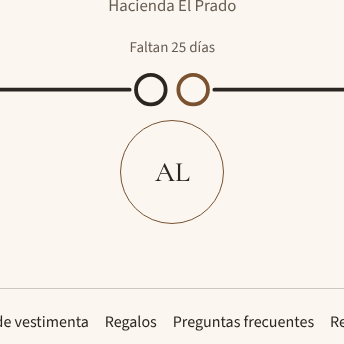 Hacienda El Prado
Faltan 25 días
AL
de vestimenta Regalos Preguntas frecuentes